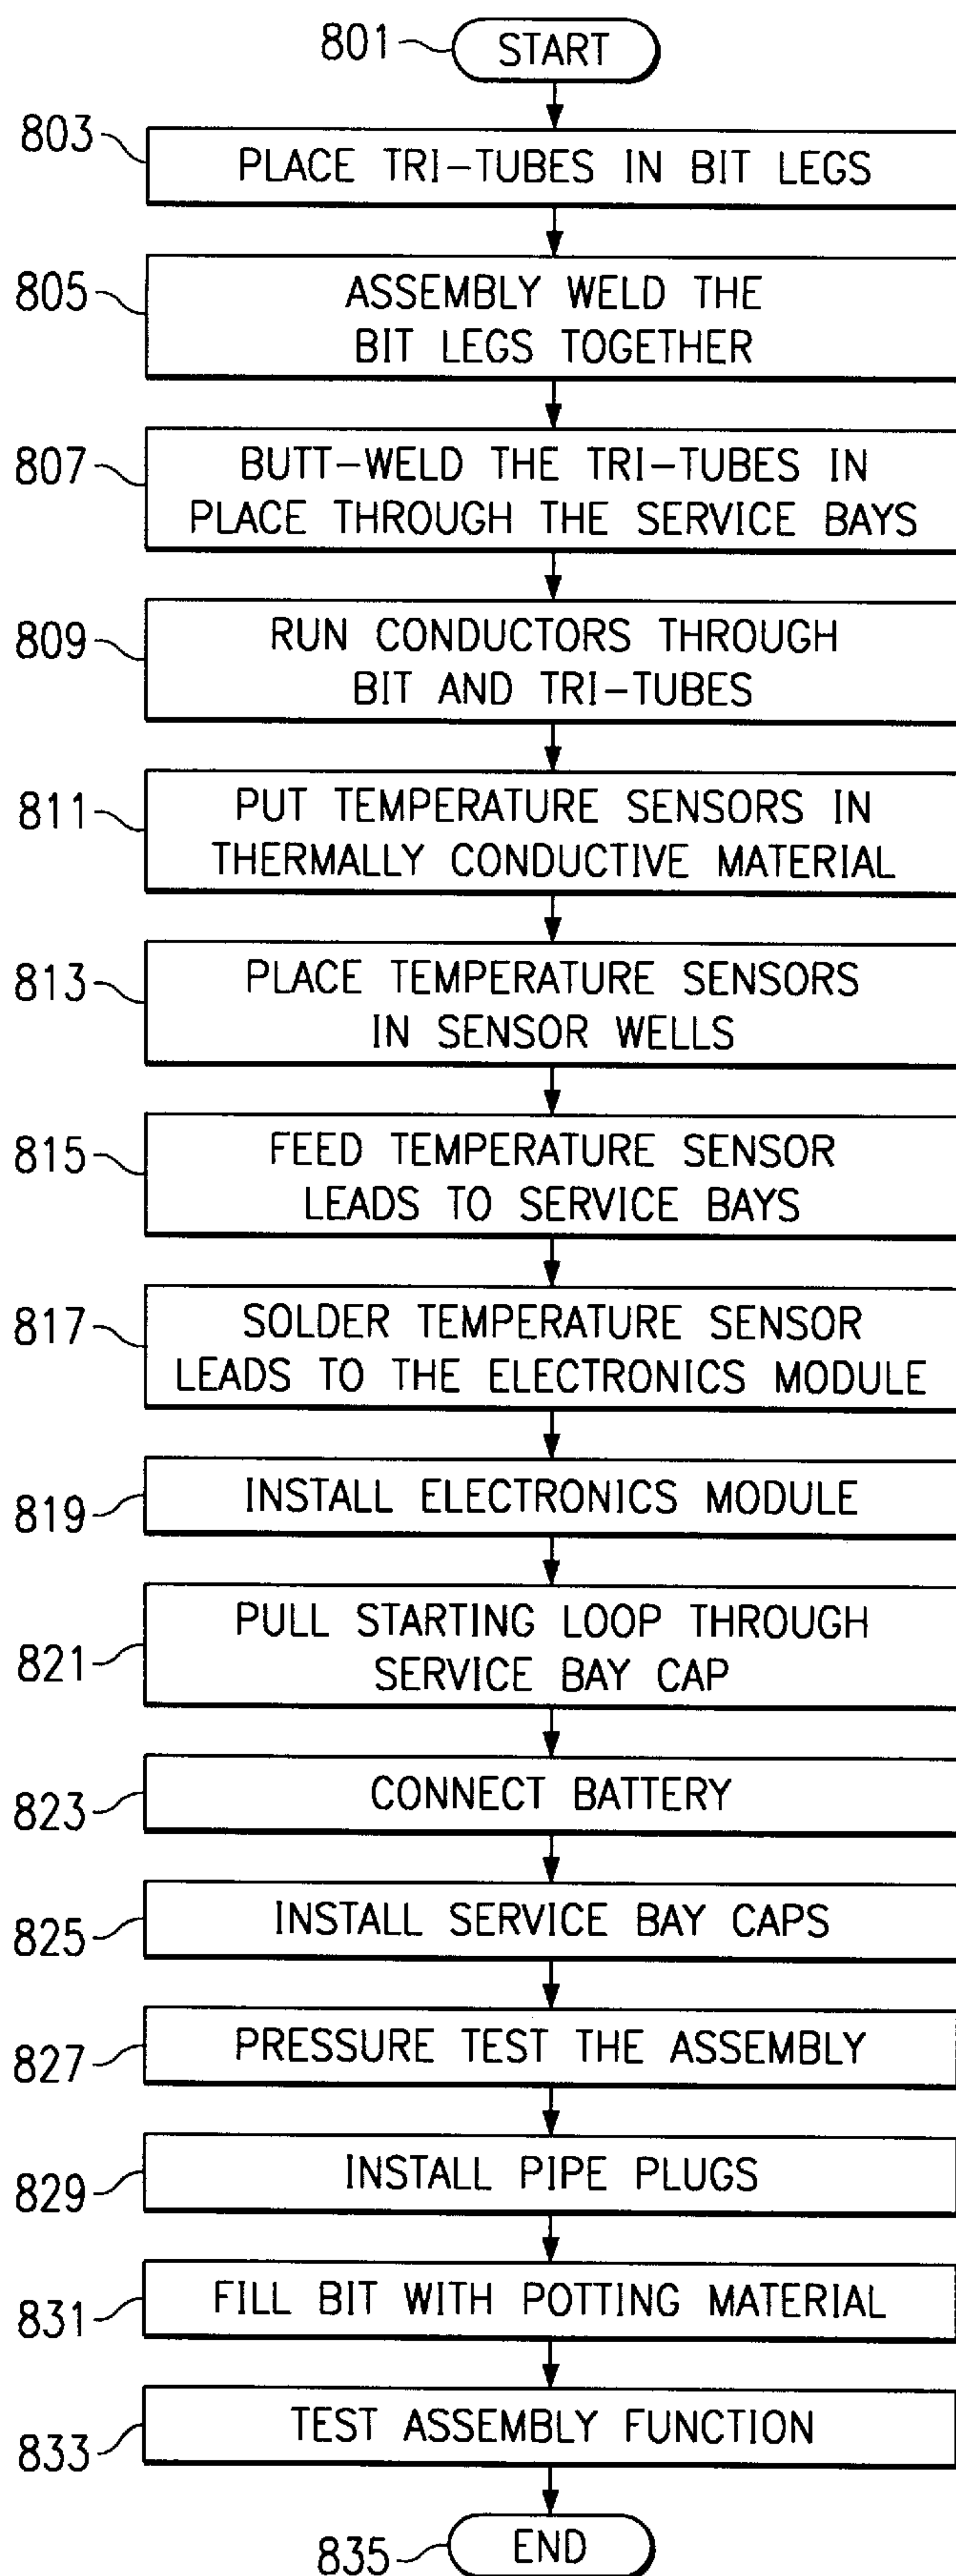 801
START
803
PLACE TRI-TUBES IN BIT LEGS
805
ASSEMBLY WELD THE
BIT LEGS TOGETHER
807
BUTT-WELD THE TRI-TUBES IN
PLACE THROUGH THE SERVICE BAYS
809
RUN CONDUCTORS THROUGH
BIT AND TRI-TUBES
811
PUT TEMPERATURE SENSORS IN
THERMALLY CONDUCTIVE MATERIAL
813
PLACE TEMPERATURE SENSORS
IN SENSOR WELLS
815
FEED TEMPERATURE SENSOR
LEADS TO SERVICE BAYS
817
SOLDER TEMPERATURE SENSOR
LEADS TO THE ELECTRONICS MODULE
819
INSTALL ELECTRONICS MODULE
821
PULL STARTING LOOP THROUGH
SERVICE BAY CAP
823
CONNECT BATTERY
825
INSTALL SERVICE BAY CAPS
827
PRESSURE TEST THE ASSEMBLY
829
INSTALL PIPE PLUGS
831
FILL BIT WITH POTTING MATERIAL
833
TEST ASSEMBLY FUNCTION
835
END